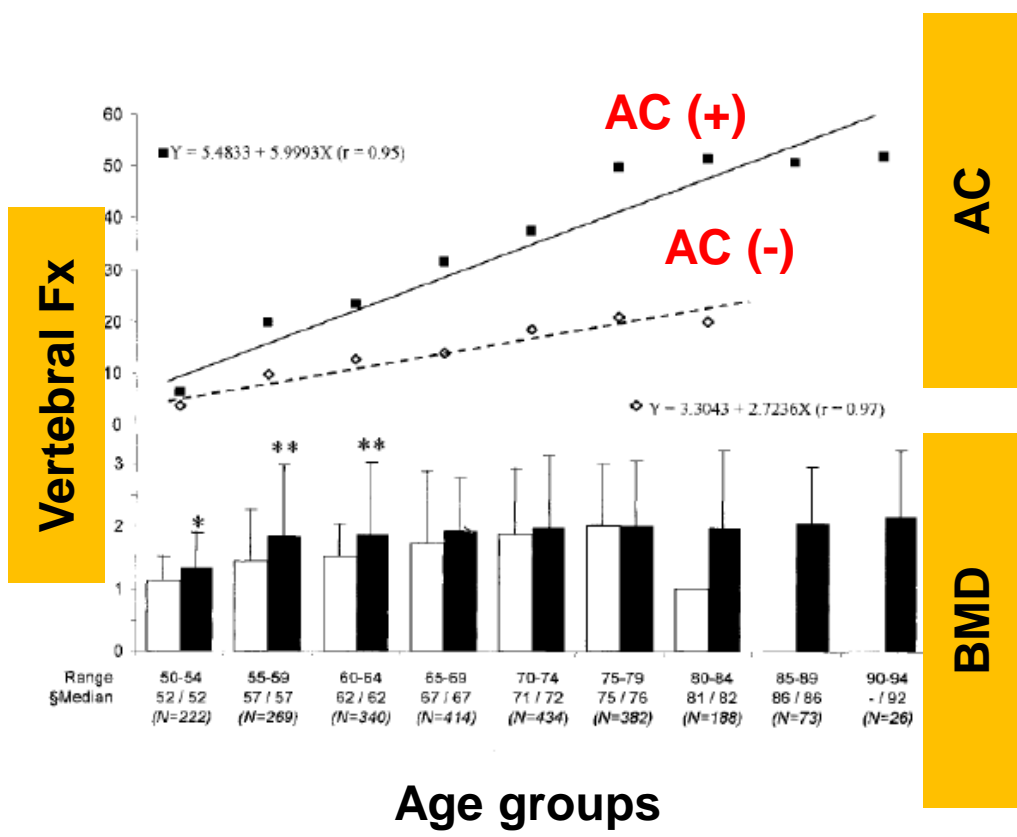 AC (+)
60
■ Y = 5.4833 + 5.9993X (r = 0.95)
50
AC
40
AC (-)
30
Vertebral Fx
20
10
◇ Y = 3.3043 + 2.7236X (r = 0.97)
0
** **
3
*
2
1
BMD
0
Range 50-54 55-59 60-64 65-69 70-74 75-79 80-84 85-89 90-94
§Median 52 / 52 57 / 57 62 / 62 67 / 67 71 / 72 75 / 76 81 / 82 86 / 86 - / 92
(N=222) (N=269) (N=340) (N=414) (N=434) (N=382) (N=188) (N=73) (N=26)
Age groups